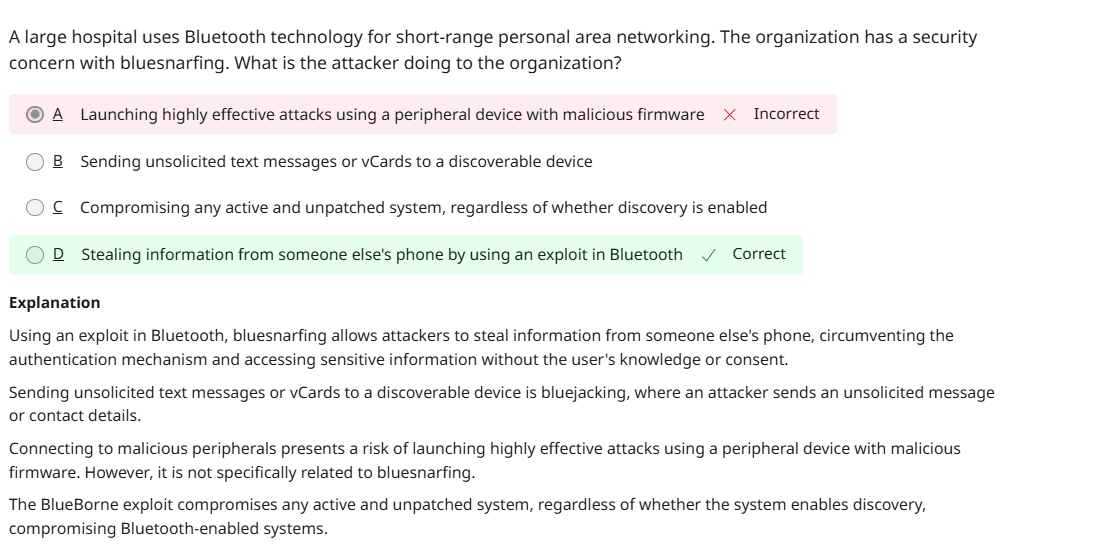 A large hospital uses Bluetooth technology for short-range personal area networking. The organization has a security
concern with bluesnarfing. What is the attacker doing to the organization?
A Launching highly effective attacks using a peripheral device with malicious firmware Incorrect
B Sending unsolicited text messages or vCards to a discoverable device
C Compromising any active and unpatched system, regardless of whether discovery is enabled
D Stealing information from someone else's phone by using an exploit in Bluetooth Correct
Explanation
Using an exploit in Bluetooth, bluesnarfing allows attackers to steal information from someone else's phone, circumventing the
authentication mechanism and accessing sensitive information without the user's knowledge or consent.
Sending unsolicited text messages or vCards to a discoverable device is bluejacking, where an attacker sends an unsolicited message
or contact details.
Connecting to malicious peripherals presents a risk of launching highly effective attacks using a peripheral device with malicious
firmware. However, it is not specifically related to bluesnarfing.
The BlueBorne exploit compromises any active and unpatched system, regardless of whether the system enables discovery,
compromising Bluetooth-enabled systems.